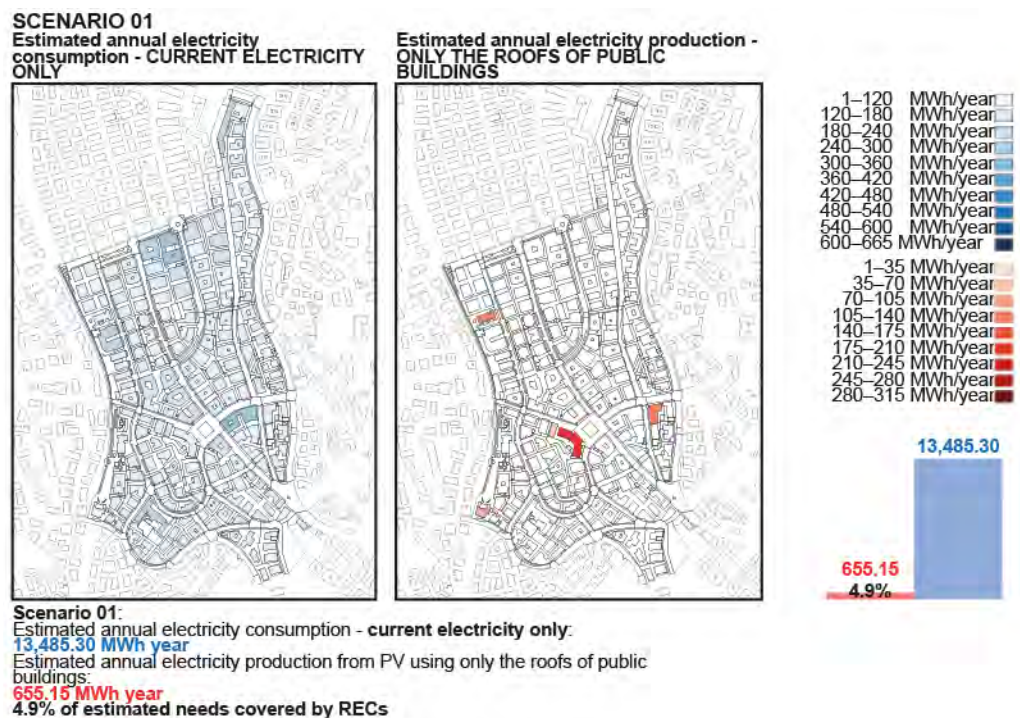 SCENARIO 01
Estimated annual electricity
consumption - CURRENT ELECTRICITY
ONLY
Estimated annual electricity production -
ONLY THE ROOFS OF PUBLIC
BUILDINGS
1–120 MWh/year
120–180 MWh/year
180–240 MWh/year
240–300 MWh/year
300–360 MWh/year
360–420 MWh/year
420–480 MWh/year
480–540 MWh/year
540–600 MWh/year
600–665 MWh/year
1–35 MWh/year
35–70 MWh/year
70–105 MWh/year
105–140 MWh/year
140–175 MWh/year
175–210 MWh/year
210–245 MWh/year
245–280 MWh/year
280–315 MWh/year
13,485.30
655.15
4.9%
Scenario 01:
Estimated annual electricity consumption - current electricity only:
13,485.30 MWh year
Estimated annual electricity production from PV using only the roofs of public
buildings:
655.15 MWh year
4.9% of estimated needs covered by RECs